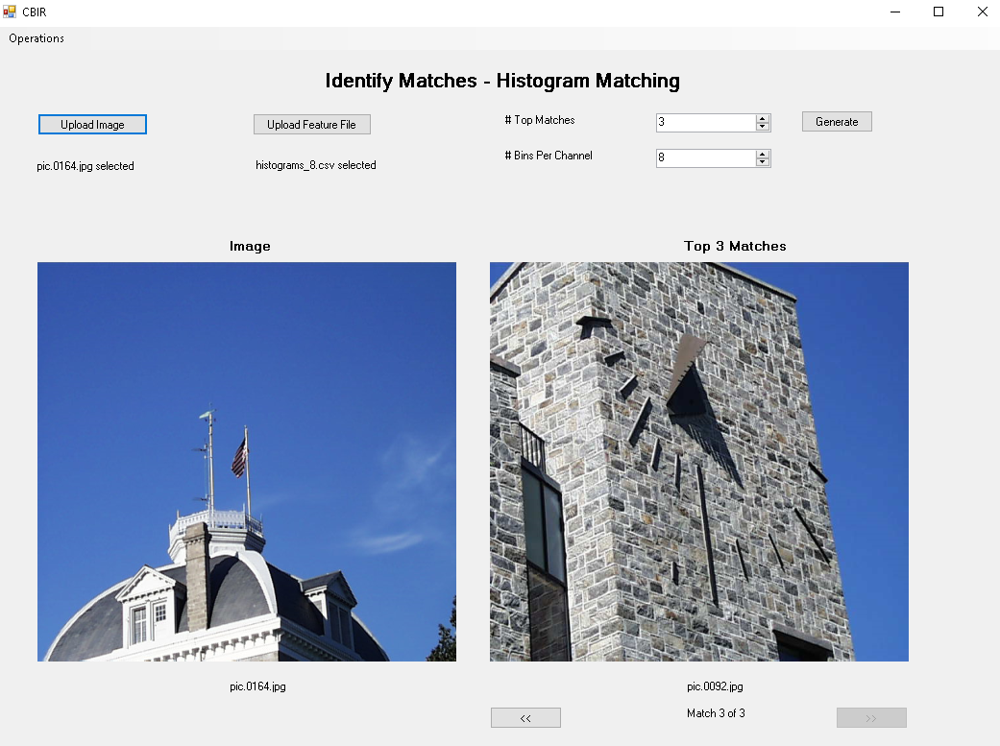 CBIR
Operations
Identify Matches - Histogram Matching
Upload Image
Upload Feature File
# Top Matches
3
Generate
# Bins Per Channel
8
pic.0164.jpg selected
histograms_8.csv selected
Image
Top 3 Matches
pic.0164.jpg
pic.0092.jpg
<<
Match 3 of 3
>>